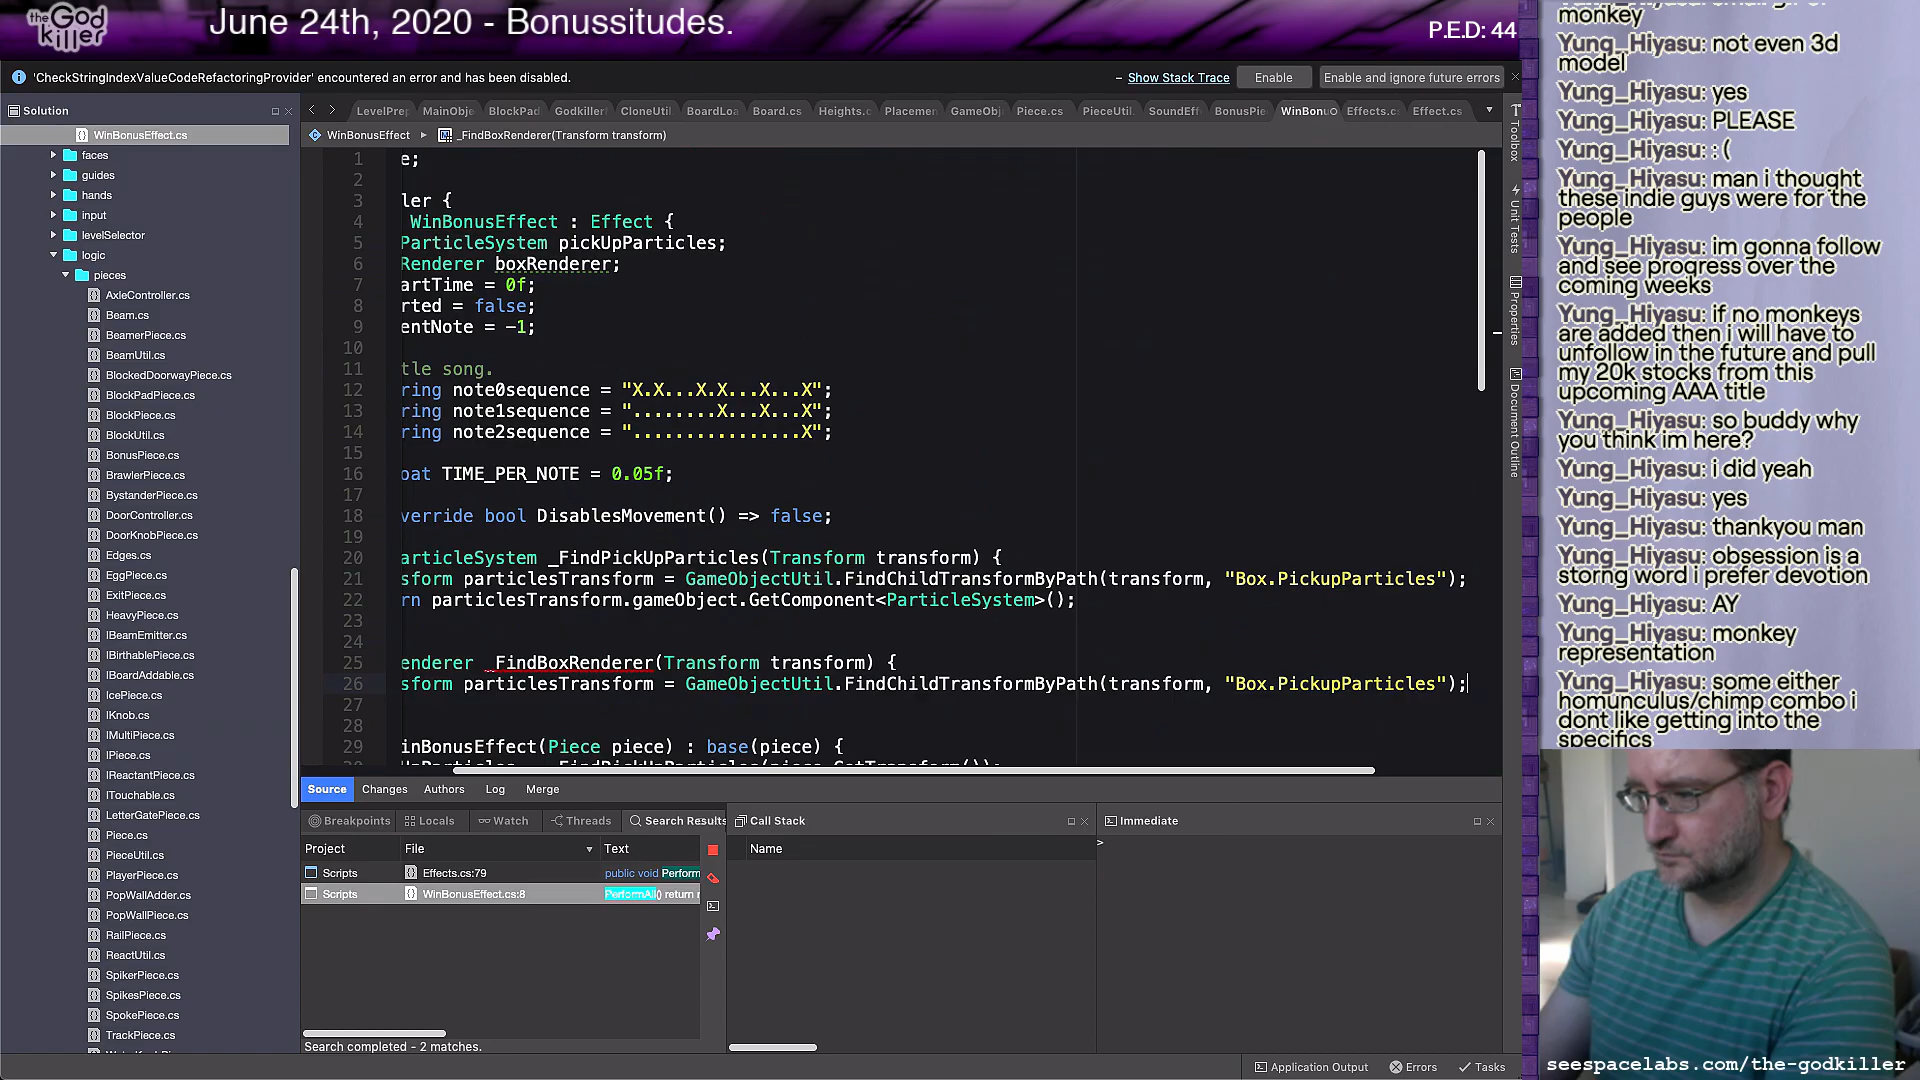 the God killer
June 24th, 2020 - Bonussitudes.
P.E.D: 44
'CheckStringIndexValueCodeRefactoringProvider' encountered an error and has been disabled.
Show Stack Trace
Enable
Enable and ignore future errors
Solution
LevelPrep
MainObje
BlockPad
Godkiller
CloneUtil
BoardLoa
Board.cs
Heights.c
Placemen
GameObj
Piece.cs
PieceUtil.
SoundEff
BonusPie
WinBonu
Effects.cs
Effect.cs
WinBonusEffect
_FindBoxRenderer(Transform transform)
WinBonusEffect.cs
faces
guides
hands
input
levelSelector
logic
pieces
AxleController.cs
Beam.cs
BeamerPiece.cs
BeamUtil.cs
BlockedDoorwayPiece.cs
BlockPadPiece.cs
BlockPiece.cs
BlockUtil.cs
BonusPiece.cs
BrawlerPiece.cs
BystanderPiece.cs
DoorController.cs
DoorKnobPiece.cs
Edges.cs
EggPiece.cs
ExitPiece.cs
HeavyPiece.cs
IBeamEmitter.cs
IBirthablePiece.cs
IBoardAddable.cs
IcePiece.cs
IKnob.cs
IMultiPiece.cs
IPiece.cs
IReactantPiece.cs
ITouchable.cs
LetterGatePiece.cs
Piece.cs
PieceUtil.cs
PlayerPiece.cs
PopWallAdder.cs
PopWallPiece.cs
RailPiece.cs
ReactUtil.cs
SpikerPiece.cs
SpikesPiece.cs
SpokePiece.cs
TrackPiece.cs
1 e;
2
3 ler {
4 WinBonusEffect : Effect {
5 ParticleSystem pickUpParticles;
6 Renderer boxRenderer;
7 artTime = 0f;
8 rted = false;
9 entNote = -1;
10
11 tle song.
12 ring note0sequence = "X.X...X.X...X...X";
13 ring note1sequence = "........X...X...X";
14 ring note2sequence = "................X";
15
16 oat TIME_PER_NOTE = 0.05f;
17
18 verride bool DisablesMovement() => false;
19
20 articleSystem _FindPickUpParticles(Transform transform) {
21 sform particlesTransform = GameObjectUtil.FindChildTransformByPath(transform, "Box.PickupParticles");
22 rn particlesTransform.gameObject.GetComponent<ParticleSystem>();
23
24
25 enderer _FindBoxRenderer(Transform transform) {
26 sform particlesTransform = GameObjectUtil.FindChildTransformByPath(transform, "Box.PickupParticles");
27
28
29 inBonusEffect(Piece piece) : base(piece) {
Toolbox
Unit Tests
Properties
Document Outline
Source
Changes
Authors
Log
Merge
Breakpoints
Locals
Watch
Threads
Search Results
Project
File
Text
Scripts
Effects.cs:79
public void Perform
Scripts
WinBonusEffect.cs:8
PerformAll() return
Search completed - 2 matches.
Call Stack
Name
Immediate
>
Application Output
Errors
Tasks
monkey
Yung_Hiyasu: not even 3d
model
Yung_Hiyasu: yes
Yung_Hiyasu: PLEASE
Yung_Hiyasu: : (
Yung_Hiyasu: man i thought
these indie guys were for the
people
Yung_Hiyasu: im gonna follow
and see progress over the
coming weeks
Yung_Hiyasu: if no monkeys
are added then i will have to
unfollow in the future and pull
my 20k stocks from this
upcoming AAA title
Yung_Hiyasu: so buddy why
you think im here?
Yung_Hiyasu: i did yeah
Yung_Hiyasu: yes
Yung_Hiyasu: thankyou man
Yung_Hiyasu: obsession is a
storng word i prefer devotion
Yung_Hiyasu: AY
Yung_Hiyasu: monkey
representation
Yung_Hiyasu: some either
homunculus/chimp combo i
dont like getting into the
specifics
seespacelabs.com/the-godkiller